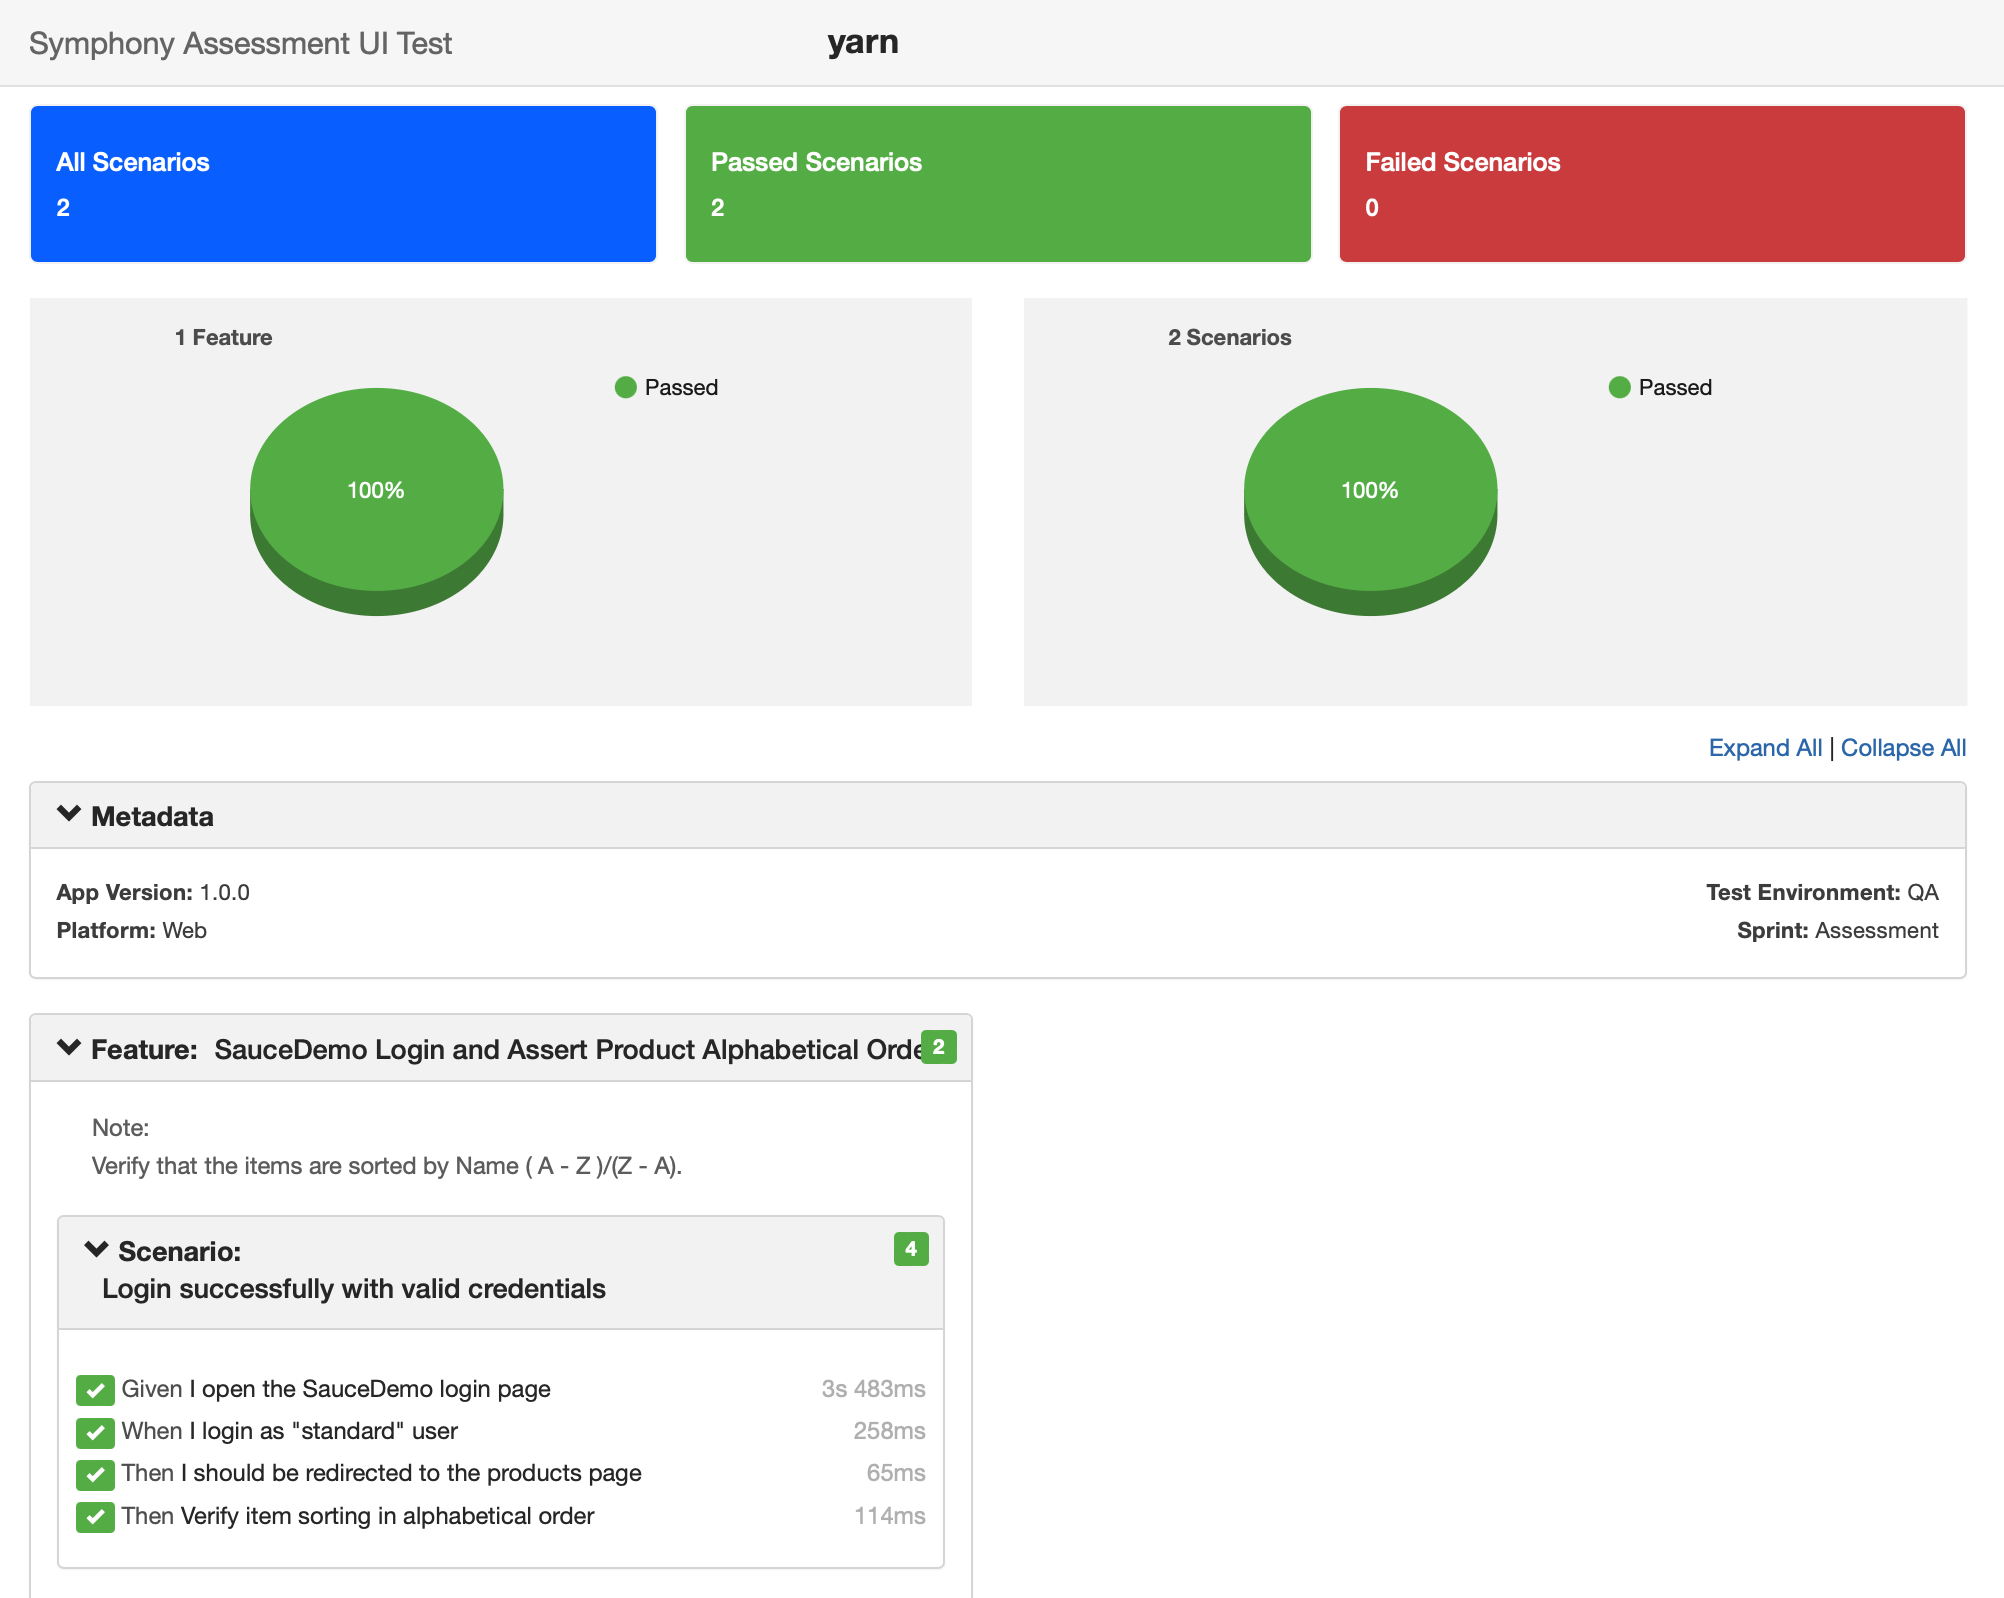 Symphony Assessment UI Test
yarn
All Scenarios
2
Passed Scenarios
2
Failed Scenarios
0
1 Feature
Passed
100%
2 Scenarios
Passed
100%
Expand All | Collapse All
Metadata
App Version: 1.0.0
Test Environment: QA
Platform: Web
Sprint: Assessment
Feature: SauceDemo Login and Assert Product Alphabetical Orde 2
Note:
Verify that the items are sorted by Name ( A - Z )/(Z - A).
Scenario: 4
Login successfully with valid credentials
Given I open the SauceDemo login page 3s 483ms
When I login as "standard" user 258ms
Then I should be redirected to the products page 65ms
Then Verify item sorting in alphabetical order 114ms